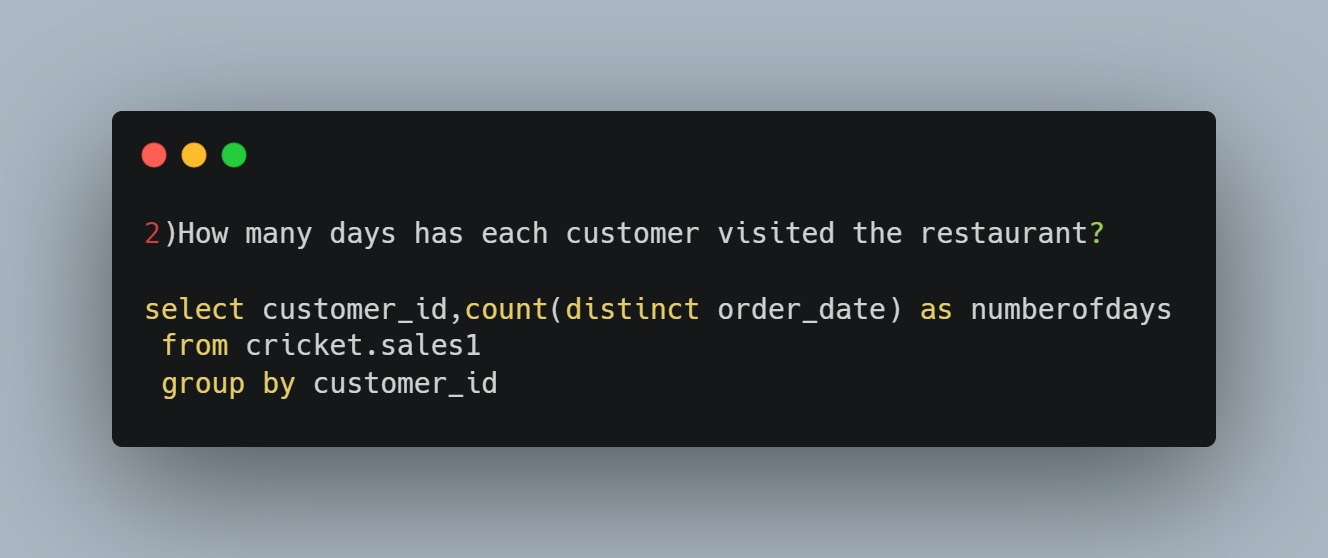 2)How many days has each customer visited the restaurant?
select customer_id,count(distinct order_date) as numberofdays
from cricket.sales1
group by customer_id